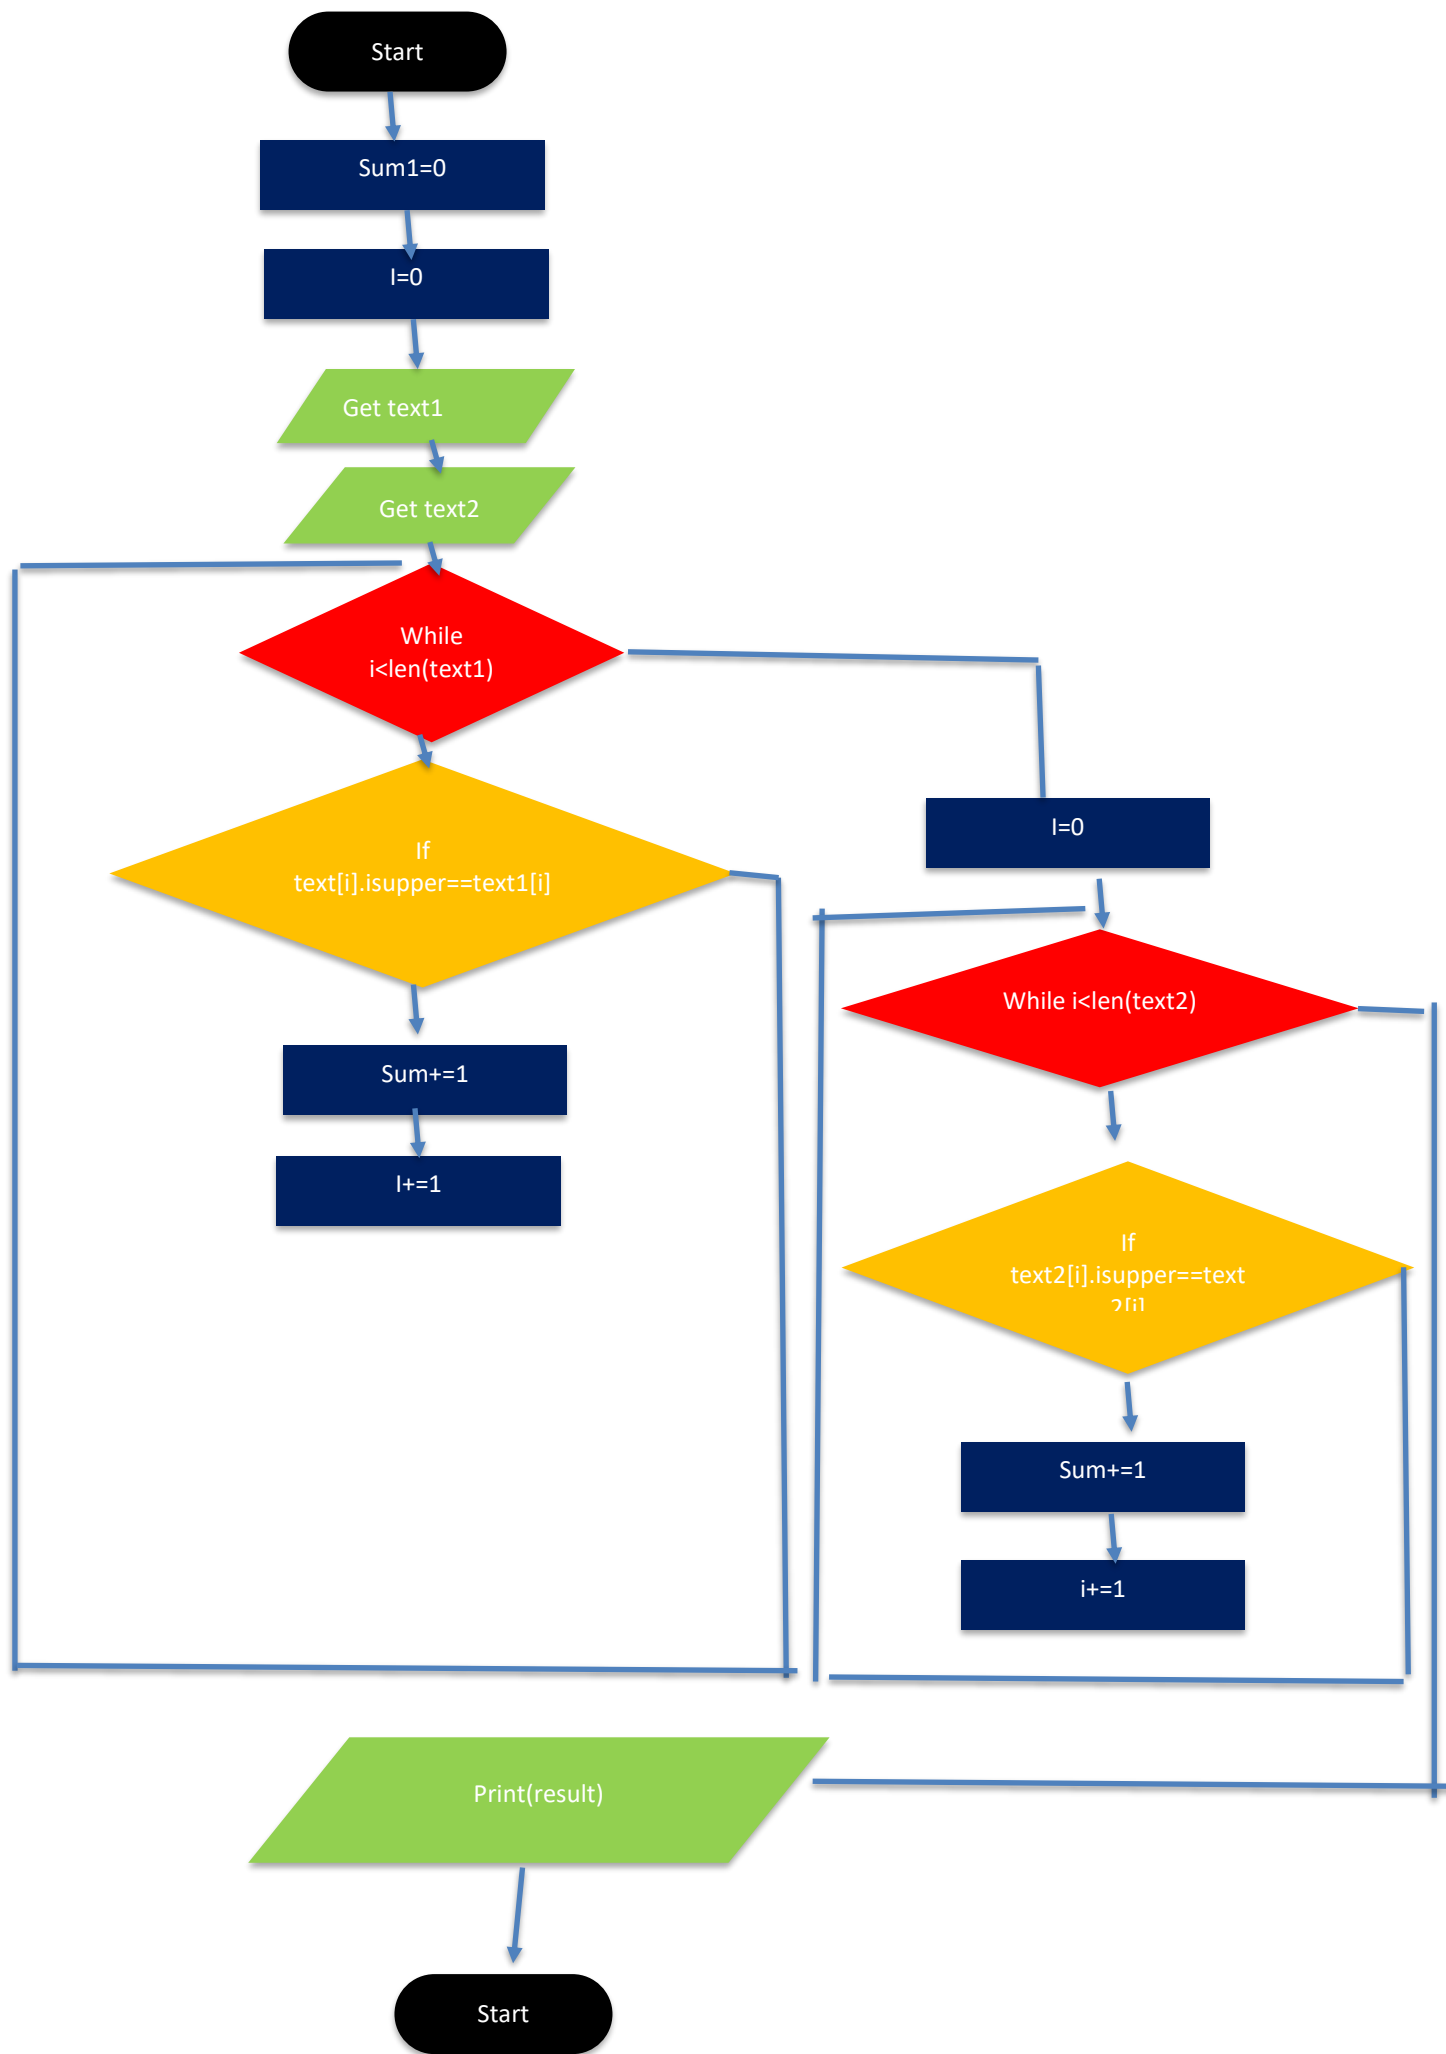 Start
Sum1=0
I=0
Get text1
Get text2
While
i<len(text1)
If
text[i].isupper==text1[i]
Sum+=1
I+=1
I=0
While i<len(text2)
If
text2[i].isupper==text
2[i]
Sum+=1
i+=1
Print(result)
Start